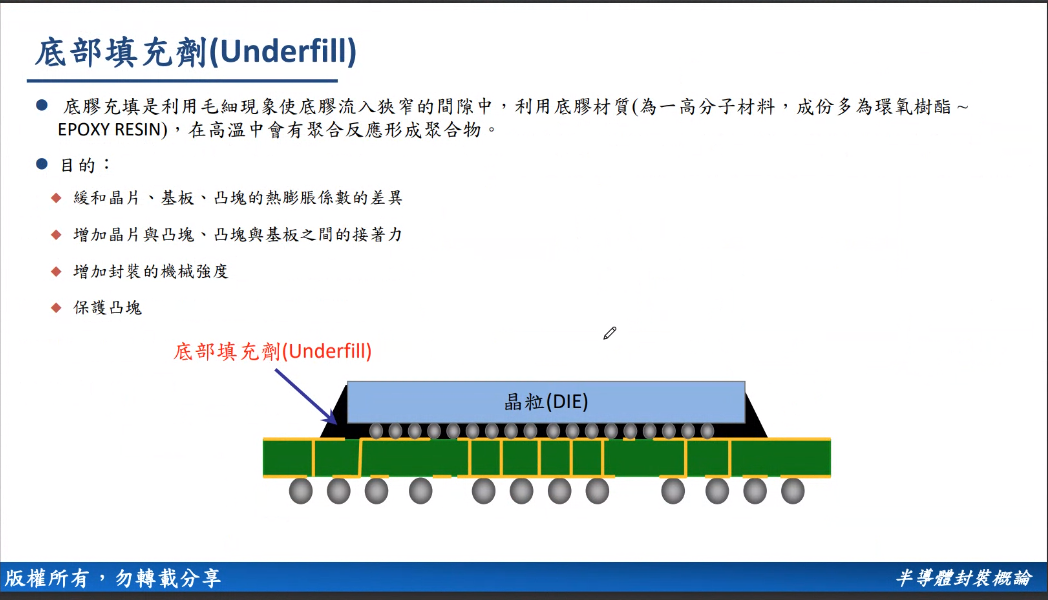 底部填充劑(Underfill)
底膠充填是利用毛細現象使底膠流入狹窄的間隙中，利用底膠材質(為一高分子材料，成份多為環氧樹酯 ~
EPOXY RESIN)，在高溫中會有聚合反應形成聚合物。
目的：
緩和晶片、基板、凸塊的熱膨脹係數的差異
增加晶片與凸塊、凸塊與基板之間的接著力
增加封裝的機械強度
保護凸塊
底部填充劑(Underfill)
晶粒(DIE)
版權所有，勿轉載分享
半導體封裝概論